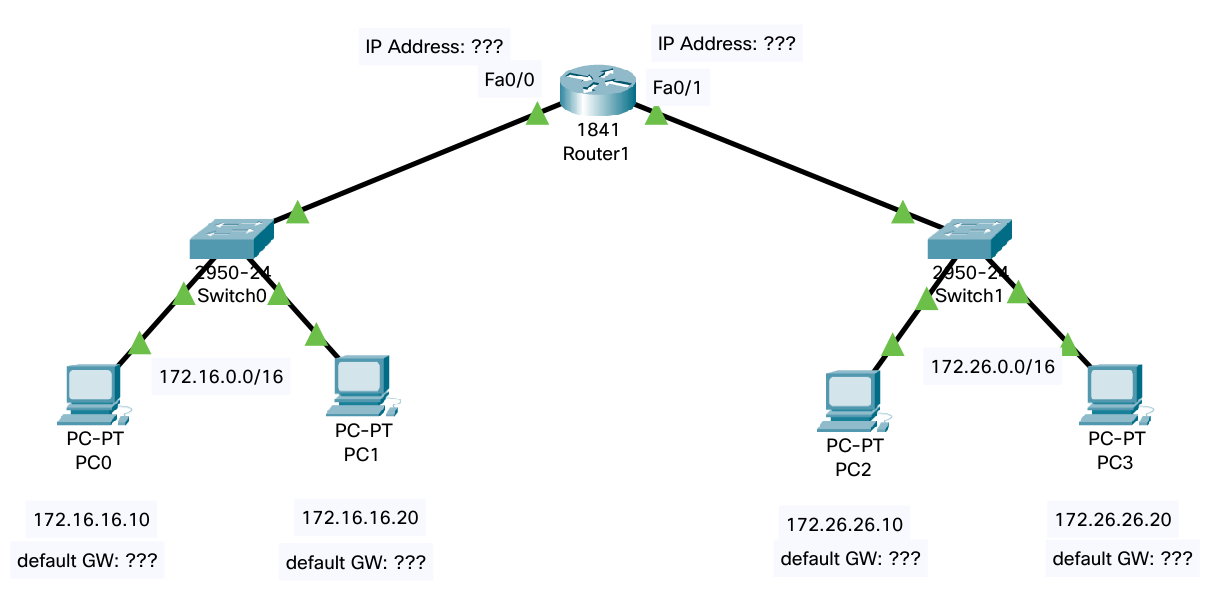 IP Address: ???
IP Address: ???
Fa0/0
Fa0/1
1841
Router1
2950-24
Switch0
2950-24
Switch1
172.16.0.0/16
172.26.0.0/16
PC-PT
PC0
PC-PT
PC1
PC-PT
PC2
PC-PT
PC3
172.16.16.10
default GW: ???
172.16.16.20
default GW: ???
172.26.26.10
default GW: ???
172.26.26.20
default GW: ???